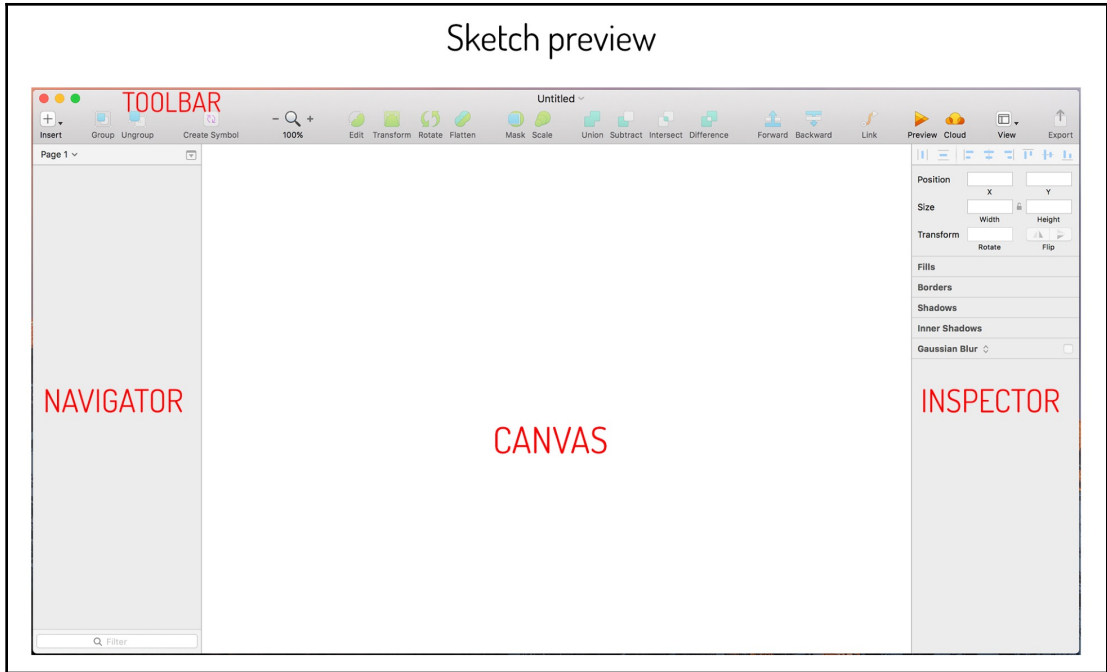 Sketch preview
TOOLBAR
Untitled
100%
Insert Group Ungroup Create Symbol Edit Transform Rotate Flatten Mask Scale Union Subtract Intersect Difference Forward Backward Link Preview Cloud View Export
Page 1
Position
X Y
Size
Width Height
Transform
Rotate Flip
Fills
Borders
Shadows
Inner Shadows
Gaussian Blur
NAVIGATOR
CANVAS
INSPECTOR
Filter